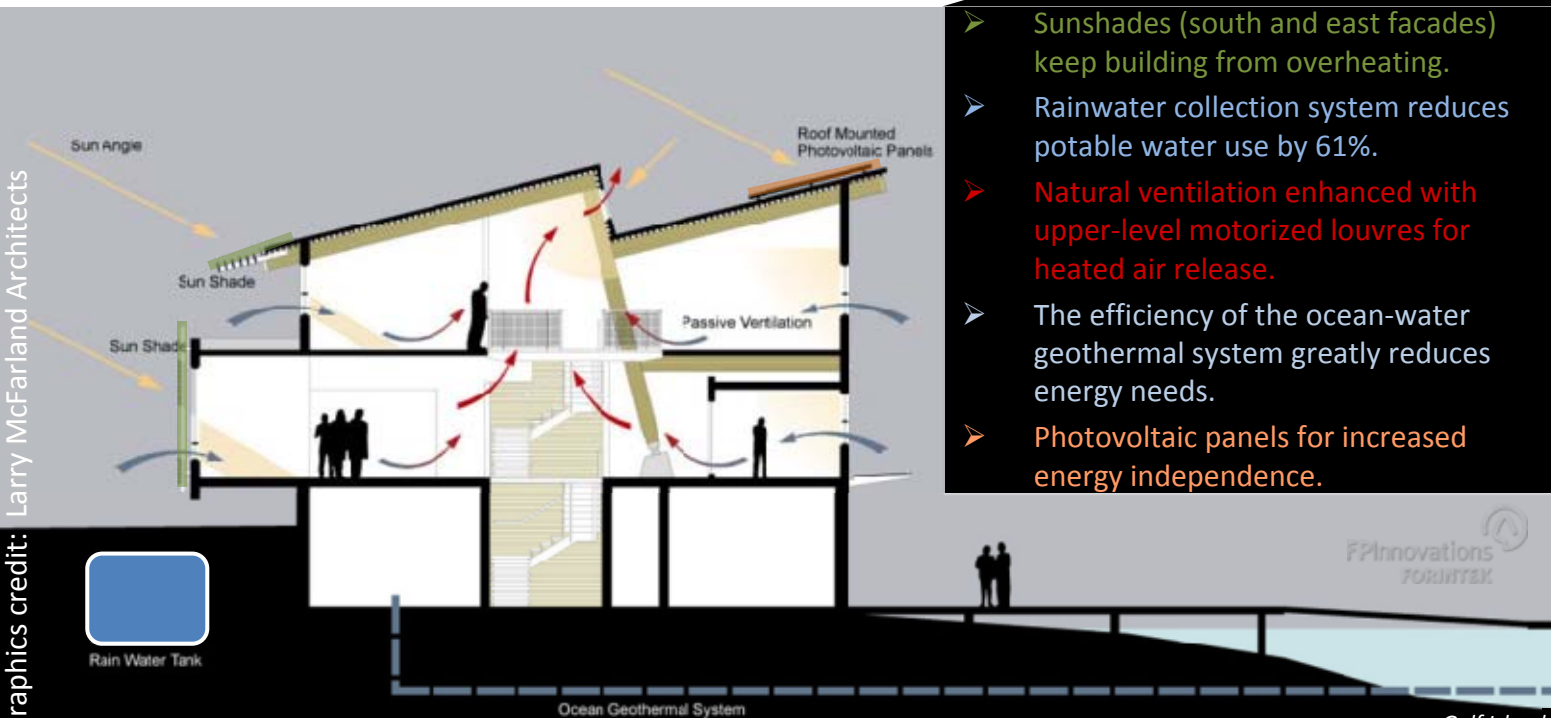 ➢ Sunshades (south and east facades)
keep building from overheating.
➢ Rainwater collection system reduces
potable water use by 61%.
➢ Natural ventilation enhanced with
upper-level motorized louvres for
heated air release.
➢ The efficiency of the ocean-water
geothermal system greatly reduces
energy needs.
➢ Photovoltaic panels for increased
energy independence.
Sun Angle
Roof Mounted
Photovoltaic Panels
Sun Shade
Passive Ventilation
Sun Shade
Rain Water Tank
Ocean Geothermal System
raphics credit: Larry McFarland Architects
FPInnovations
FORINTEK